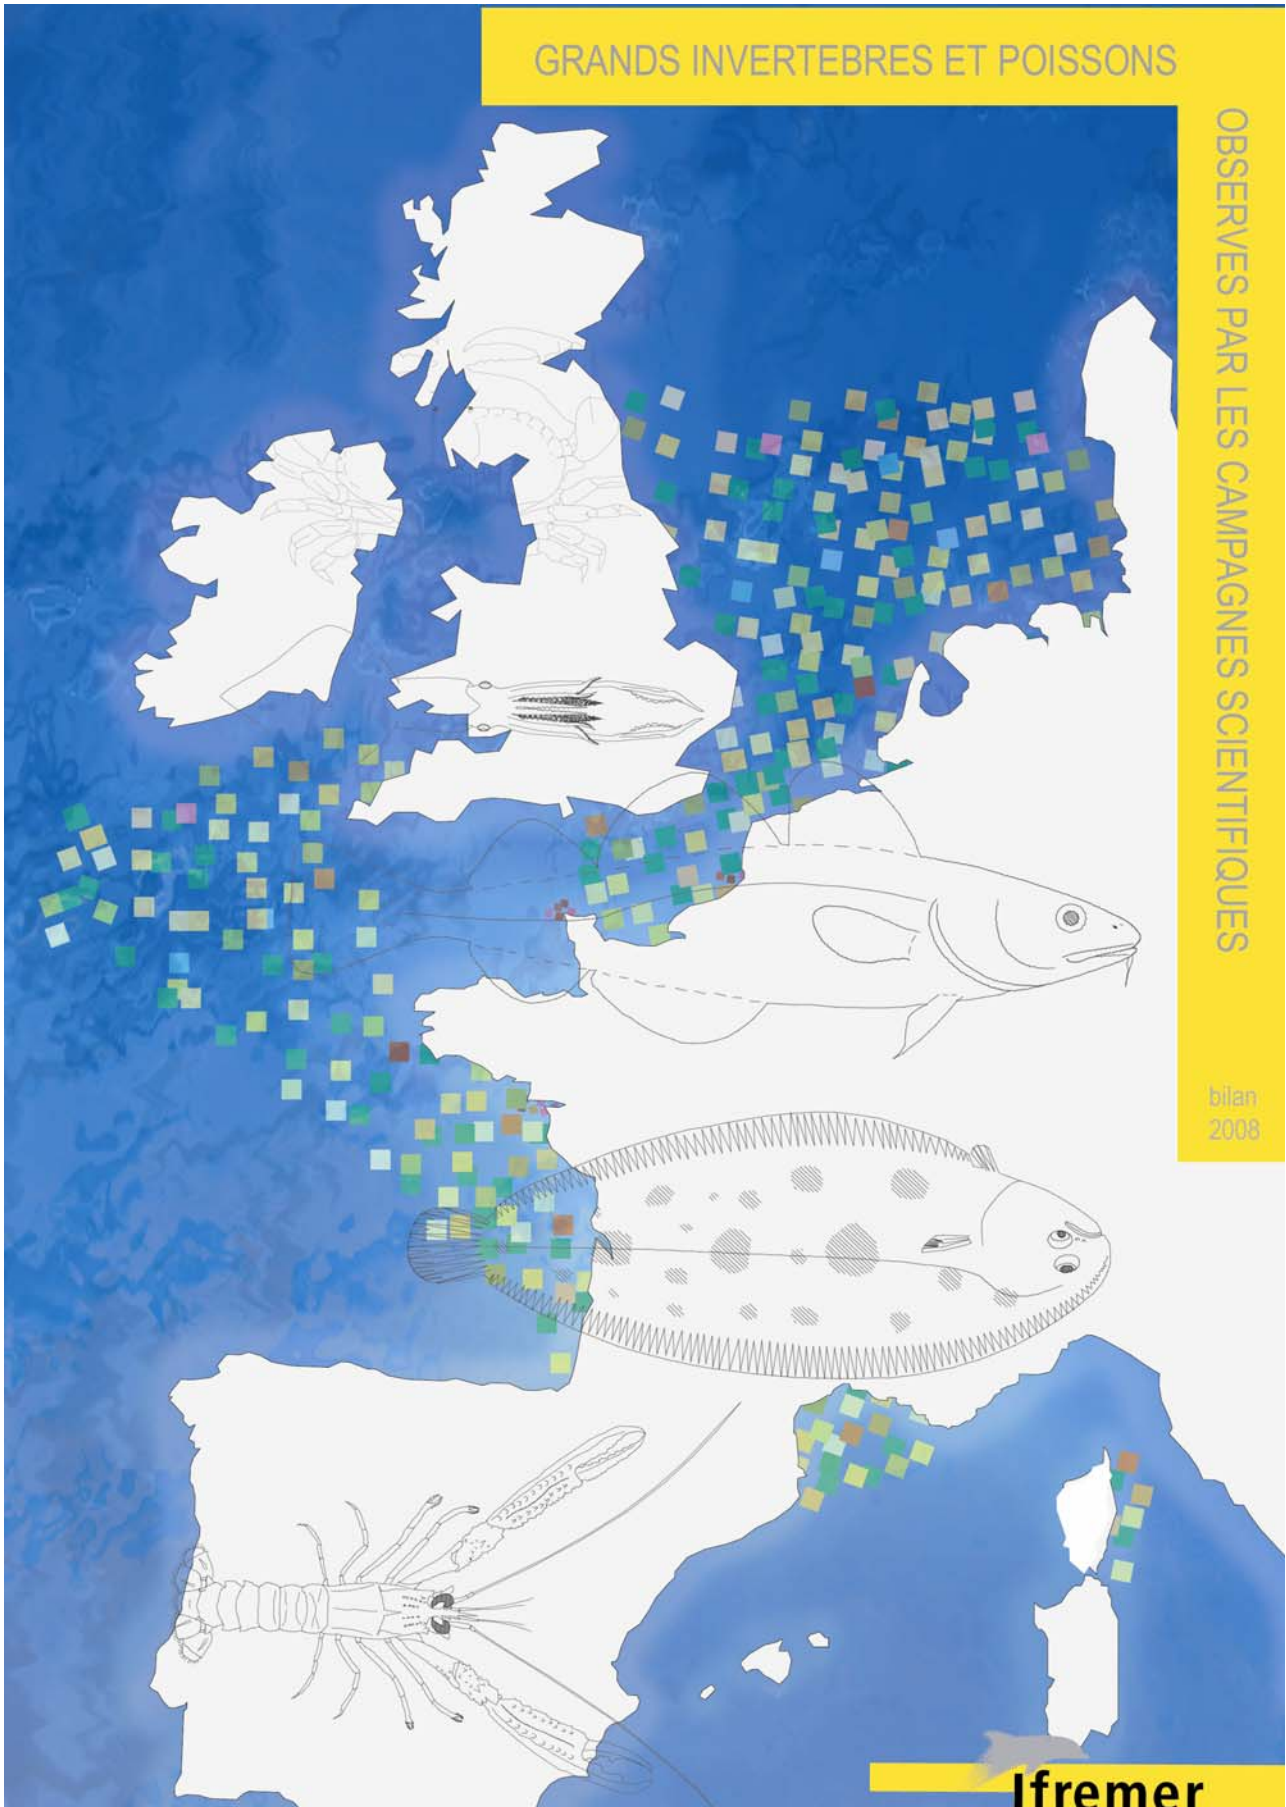 GRANDS INVERTEBRES ET POISSONS
OBSERVES PAR LES CAMPAGNES SCIENTIFIQUES
bilan
2008
Ifremer